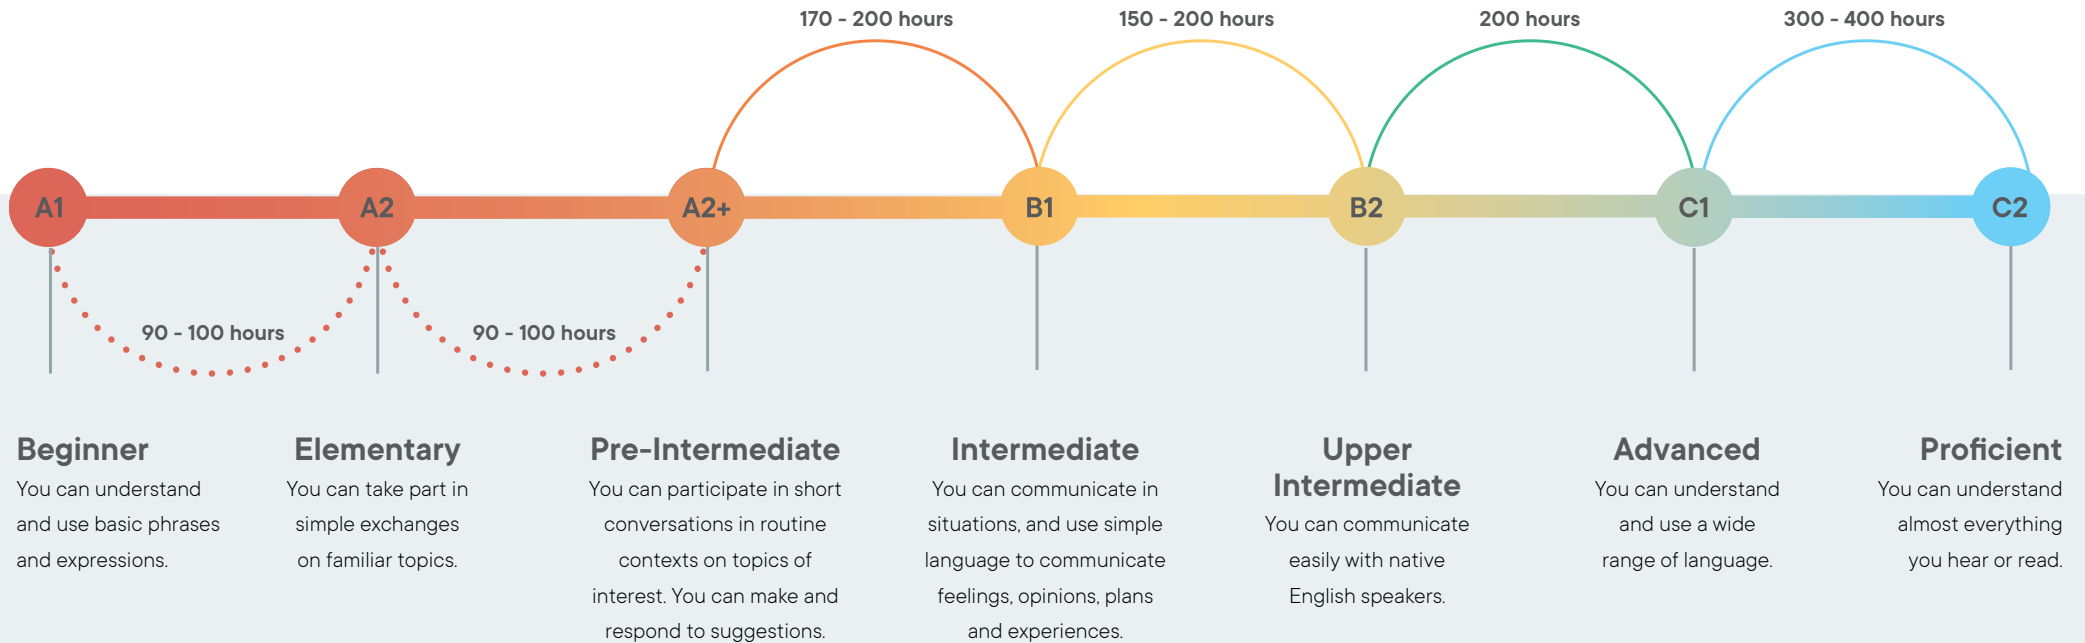 170 - 200 hours
150 - 200 hours
200 hours
300 - 400 hours
A1
A2
A2+
B1
B2
C1
C2
90 - 100 hours
90 - 100 hours
Beginner
You can understand
and use basic phrases
and expressions.
Elementary
You can take part in
simple exchanges
on familiar topics.
Pre-Intermediate
You can participate in short
conversations in routine
contexts on topics of
interest. You can make and
respond to suggestions.
Intermediate
You can communicate in
situations, and use simple
language to communicate
feelings, opinions, plans
and experiences.
Upper
Intermediate
You can communicate
easily with native
English speakers.
Advanced
You can understand
and use a wide
range of language.
Proficient
You can understand
almost everything
you hear or read.